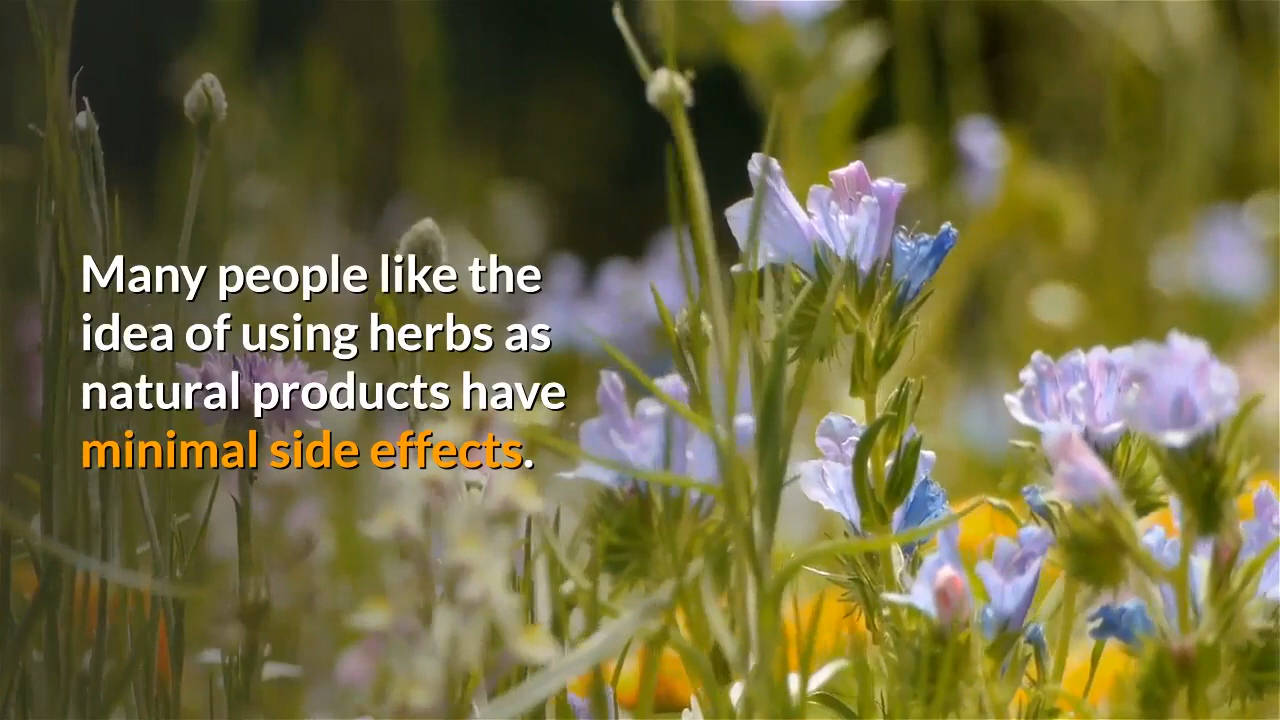 Many people like the
idea of using herbs as
natural products have
minimal side effects.